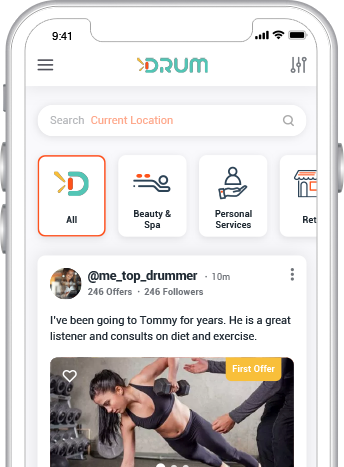 9:41
DRUM
Search Current Location
All
Beauty &
Spa
Personal
Services
Ret
@me_top_drummer · 10m
246 Offers · 246 Followers
I've been going to Tommy for years. He is a great
listener and consults on diet and exercise.
First Offer